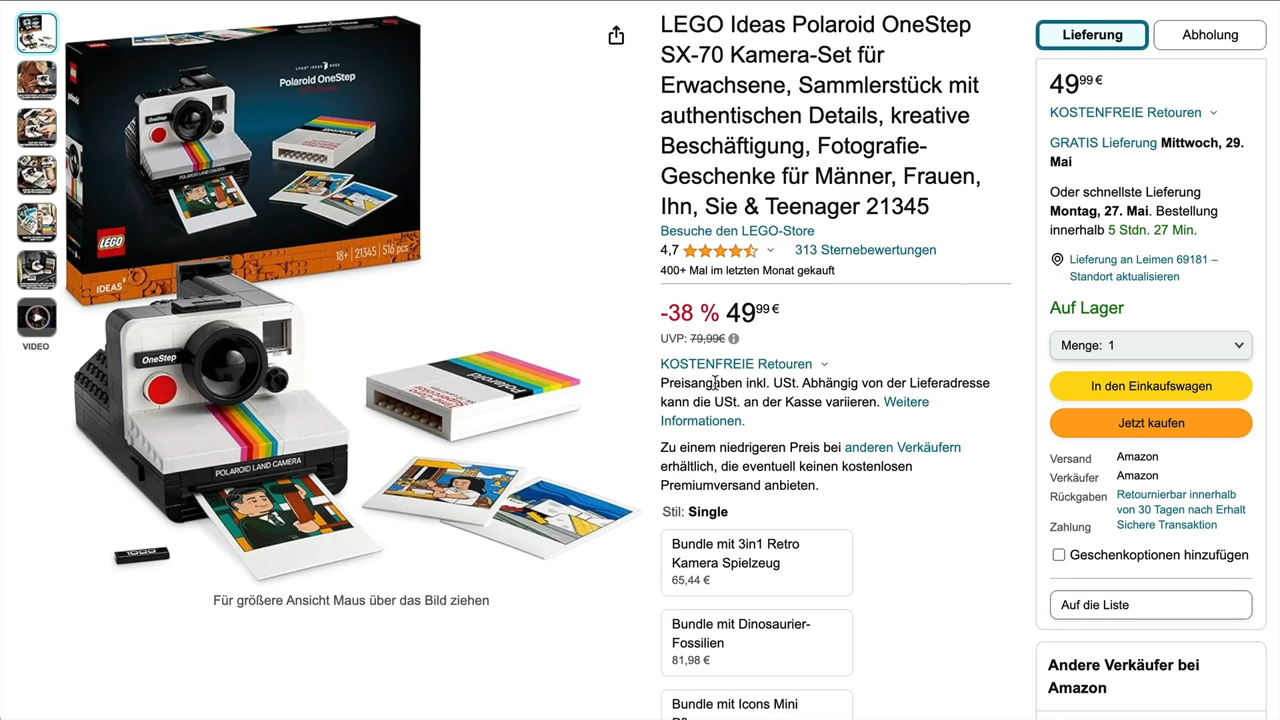 LEGO Ideas Polaroid OneStep
SX-70 Kamera-Set für
Erwachsene, Sammlerstück mit
authentischen Details, kreative
Beschäftigung, Fotografie-
Geschenke für Männer, Frauen,
Ihn, Sie & Teenager 21345
Besuche den LEGO-Store
4,7
313 Sternebewertungen
400+ Mal im letzten Monat gekauft
-38 % 49 99 €
UVP: 79,99€
KOSTENFREIE Retouren
Preisangaben inkl. USt. Abhängig von der Lieferadresse
kann die USt. an der Kasse variieren. Weitere
Informationen.
Zu einem niedrigeren Preis bei anderen Verkäufern
erhältlich, die eventuell keinen kostenlosen
Premiumversand anbieten.
Stil: Single
Bundle mit 3in1 Retro
Kamera Spielzeug
65,44 €
Bundle mit Dinosaurier-
Fossilien
81,98 €
Bundle mit Icons Mini
Lieferung
Abholung
49 99 €
KOSTENFREIE Retouren
GRATIS Lieferung Mittwoch, 29.
Mai
Oder schnellste Lieferung
Montag, 27. Mai. Bestellung
innerhalb 5 Stdn. 27 Min.
Lieferung an Leimen 69181 –
Standort aktualisieren
Auf Lager
Menge: 1
In den Einkaufswagen
Jetzt kaufen
Versand Amazon
Verkäufer Amazon
Rückgaben Retournierbar innerhalb
von 30 Tagen nach Erhalt
Zahlung Sichere Transaktion
Geschenkoptionen hinzufügen
Auf die Liste
Andere Verkäufer bei
Amazon
VIDEO
LEGO IDEAS
Polaroid OneStep
OneStep
POLAROID LAND CAMERA
Polaroid
LEGO
18+ 21345 516 pcs
IDEAS
OneStep
POLAROID LAND CAMERA
Polaroid
1000
Für größere Ansicht Maus über das Bild ziehen